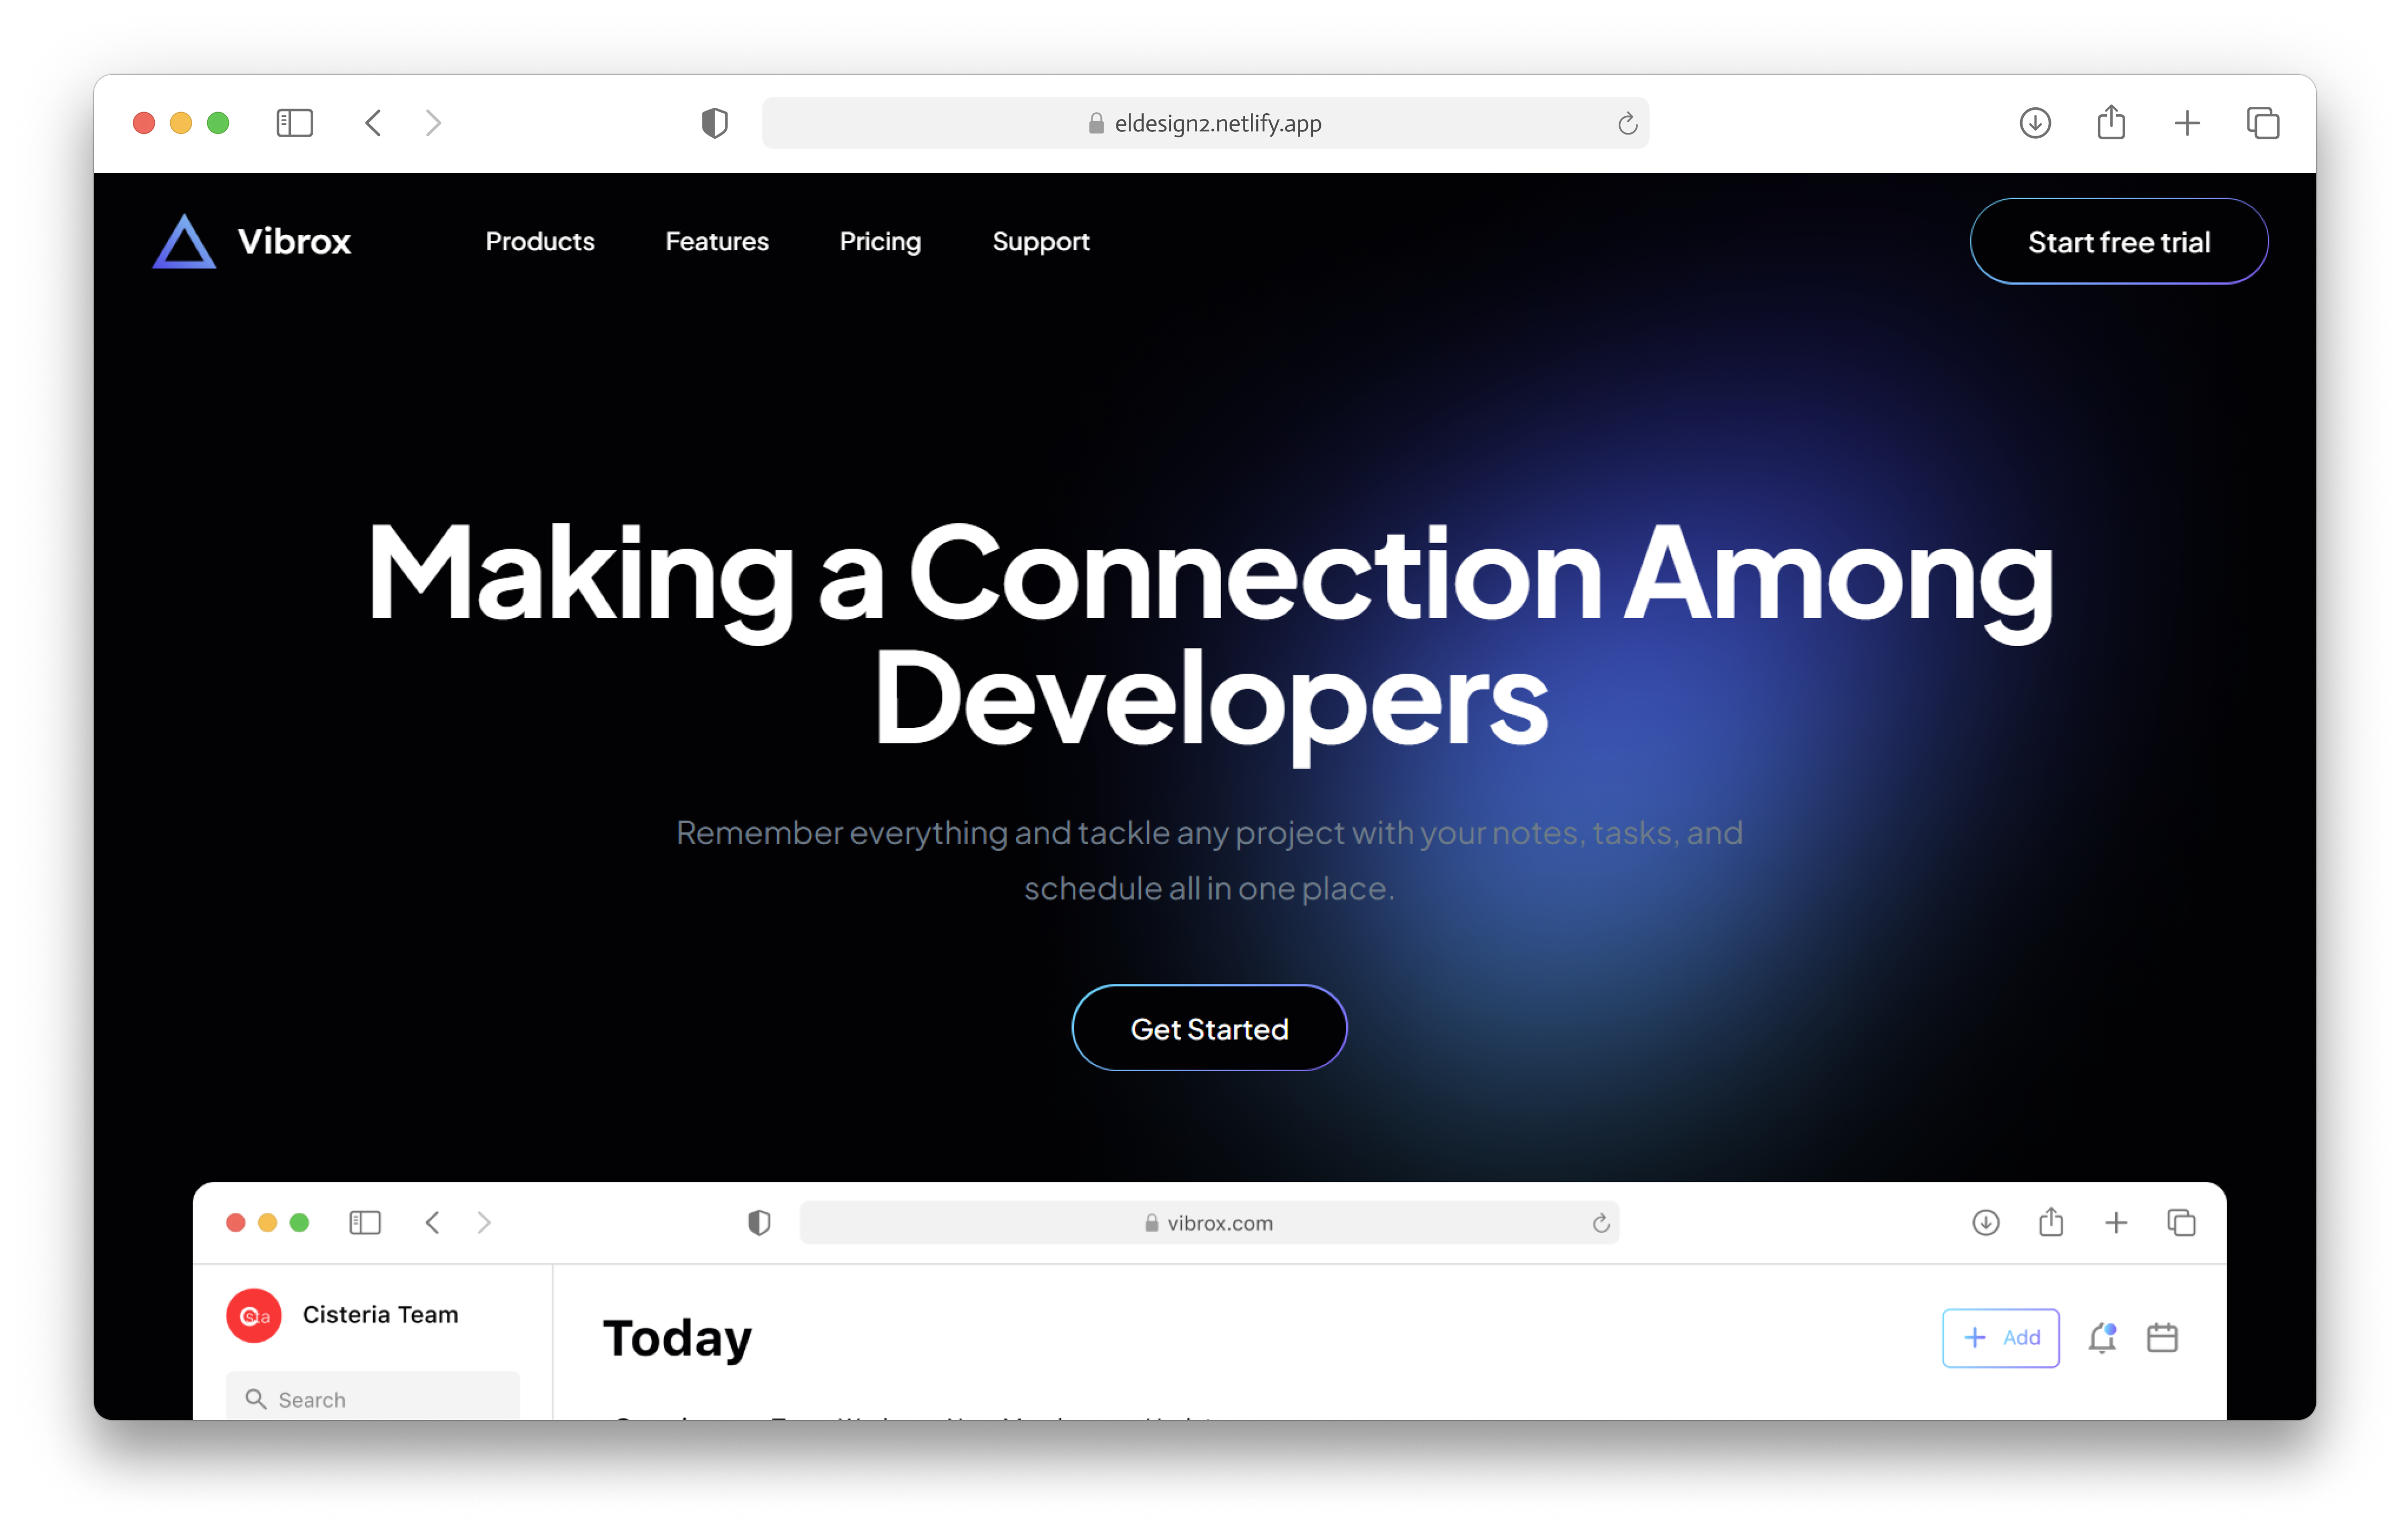 eldesign2.netlify.app
Vibrox
Products
Features
Pricing
Support
Start free trial
Making a Connection Among
Developers
Remember everything and tackle any project with your notes, tasks, and
schedule all in one place.
Get Started
vibrox.com
Cisteria Team
Today
Add
Search